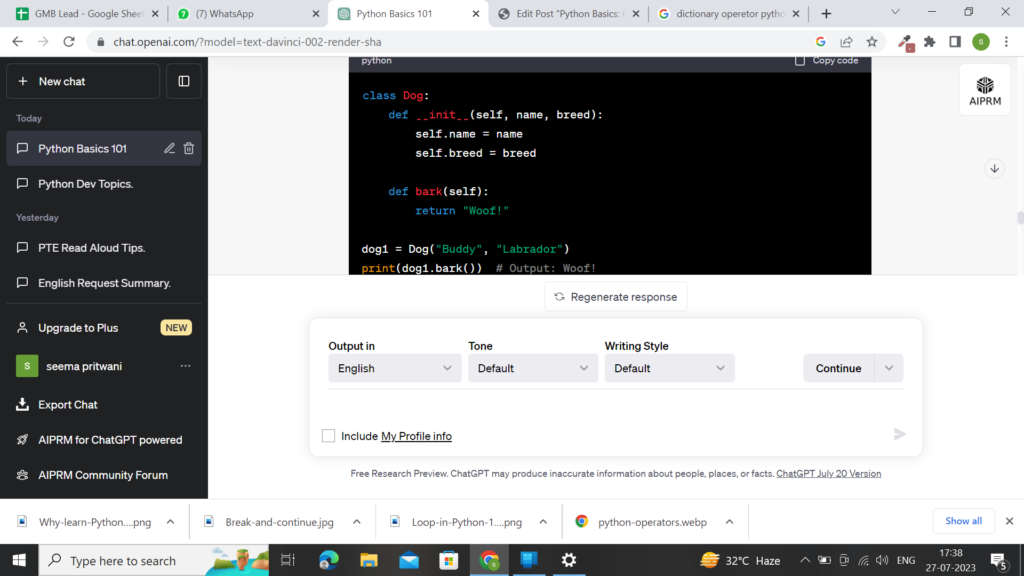 GMB Lead - Google Sheet
(7) WhatsApp
Python Basics 101
Edit Post "Python Basics: C
dictionary operetor pytho
chat.openai.com/?model=text-davinci-002-render-sha
S
New chat
Today
Python Basics 101
Python Dev Topics.
Yesterday
PTE Read Aloud Tips.
English Request Summary.
Upgrade to Plus NEW
S seema pritwani
Export Chat
AIPRM for ChatGPT powered
AIPRM Community Forum
python Copy code
class Dog:
def __init__(self, name, breed):
self.name = name
self.breed = breed
def bark(self):
return "Woof!"
dog1 = Dog("Buddy", "Labrador")
print(dog1.bark()) # Output: Woof!
AIPRM
Regenerate response
Output in Tone Writing Style
English Default Default Continue
Include My Profile info
Free Research Preview. ChatGPT may produce inaccurate information about people, places, or facts. ChatGPT July 20 Version
Why-learn-Python....png
Break-and-continue.jpg
Loop-in-Python-1....png
python-operators.webp
Show all
Type here to search
32°C Haze
ENG
17:38
27-07-2023
5